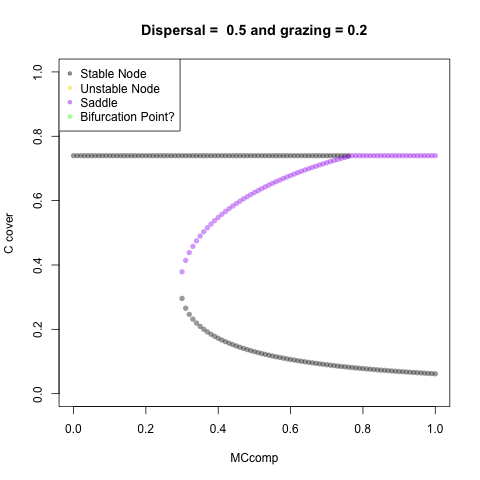 Dispersal =  0.5 and grazing = 0.2
Stable Node
Unstable Node
Saddle
Bifurcation Point?
C cover
1.0
0.8
0.6
0.4
0.2
0.0
0.0 0.2 0.4 0.6 0.8 1.0
MCcomp